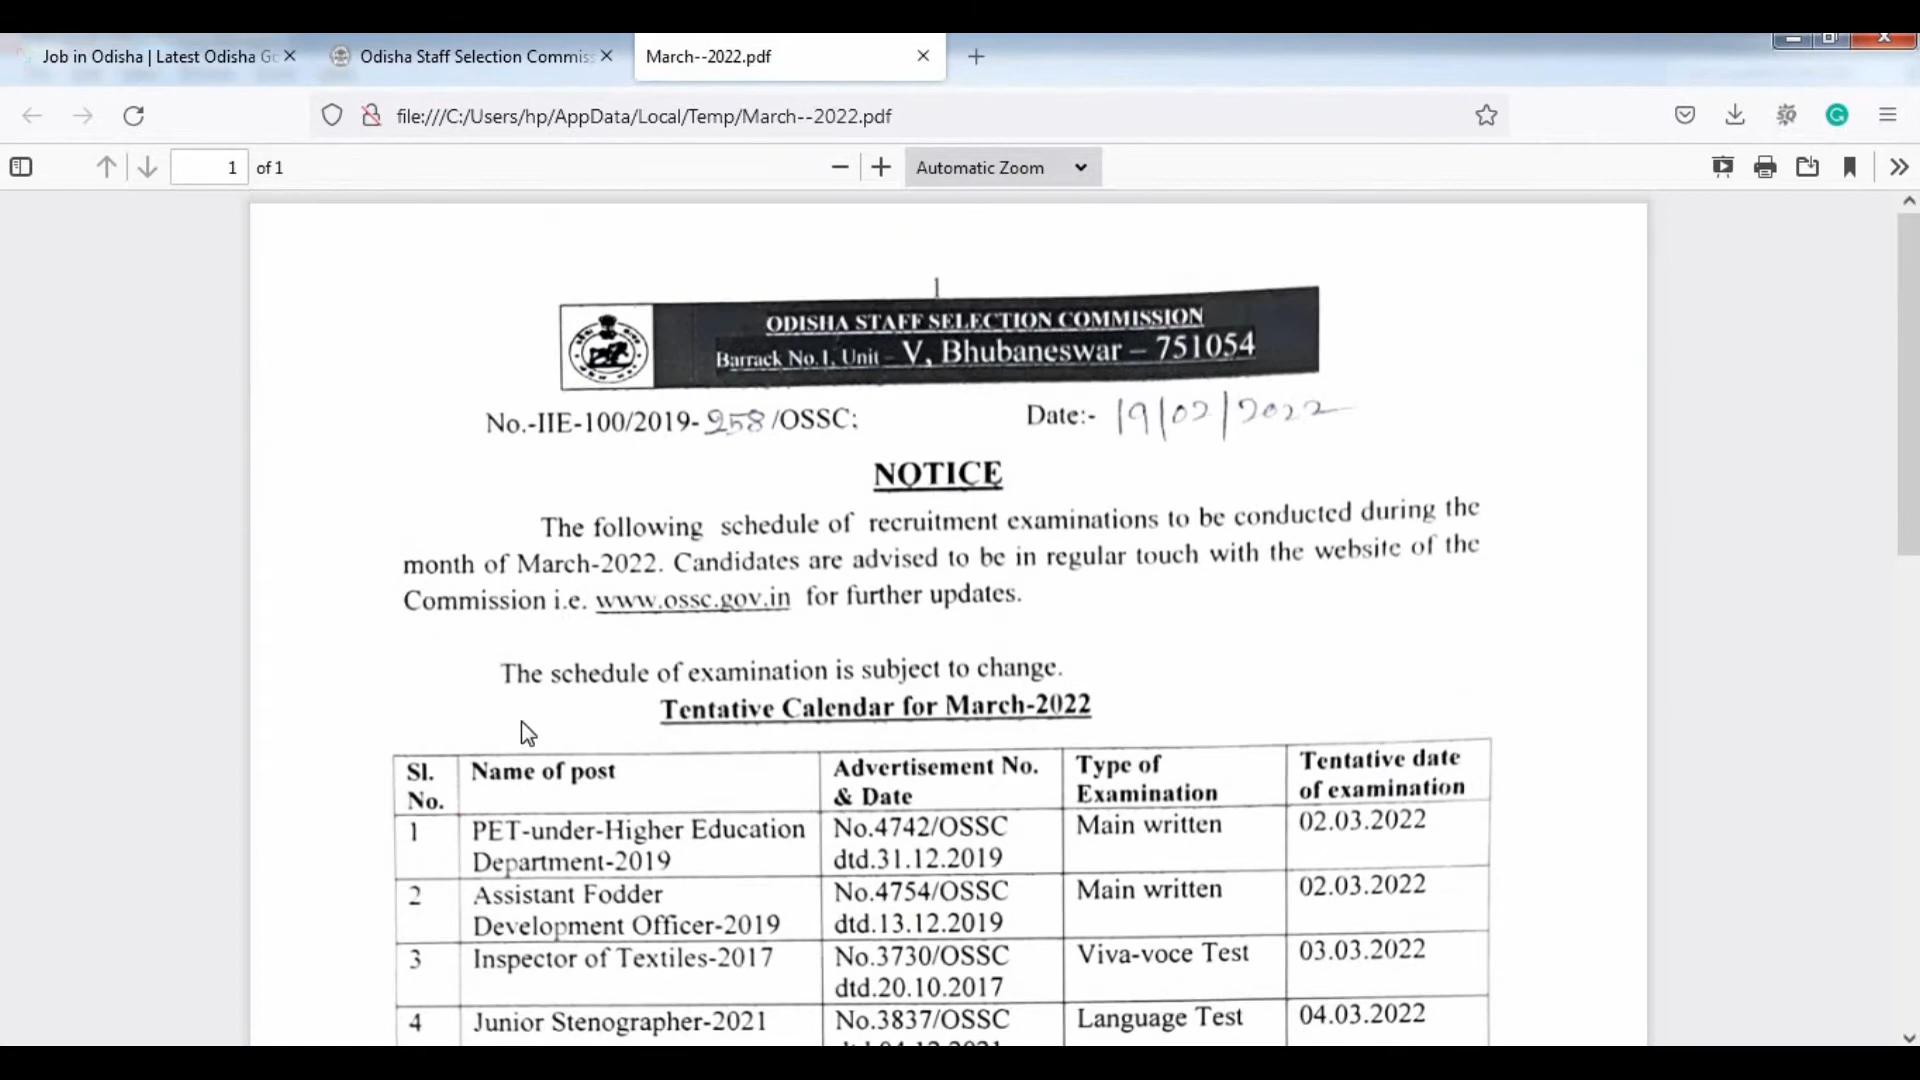 Job in Odisha | Latest Odisha Go
Odisha Staff Selection Commis
March--2022.pdf
file:///C:/Users/hp/AppData/Local/Temp/March--2022.pdf
1 of 1
Automatic Zoom
ODISHA STAFF SELECTION COMMISSION
Barrack No.1, Unit – V, Bhubaneswar – 751054
No.-IIE-100/2019-258/OSSC:
Date:- 19/02/2022
NOTICE
The following schedule of recruitment examinations to be conducted during the
month of March-2022. Candidates are advised to be in regular touch with the website of the
Commission i.e. www.ossc.gov.in for further updates.
The schedule of examination is subject to change.
Tentative Calendar for March-2022
Sl. No. Name of post Advertisement No. & Date Type of Examination Tentative date of examination
1 PET-under-Higher Education Department-2019 No.4742/OSSC dtd.31.12.2019 Main written 02.03.2022
2 Assistant Fodder Development Officer-2019 No.4754/OSSC dtd.13.12.2019 Main written 02.03.2022
3 Inspector of Textiles-2017 No.3730/OSSC dtd.20.10.2017 Viva-voce Test 03.03.2022
4 Junior Stenographer-2021 No.3837/OSSC Language Test 04.03.2022